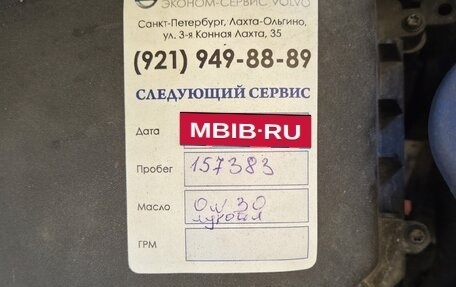 ЭКОНОМ-СЕРВИС VOLVO
Санкт-Петербург, Лахта-Ольгино,
ул. 3-я Конная Лахта, 35
(921) 949-88-89
СЛЕДУЮЩИЙ СЕРВИС
Дата MBIB-RU
Пробег 157383
Масло 0w30
лукойл
ГРМ